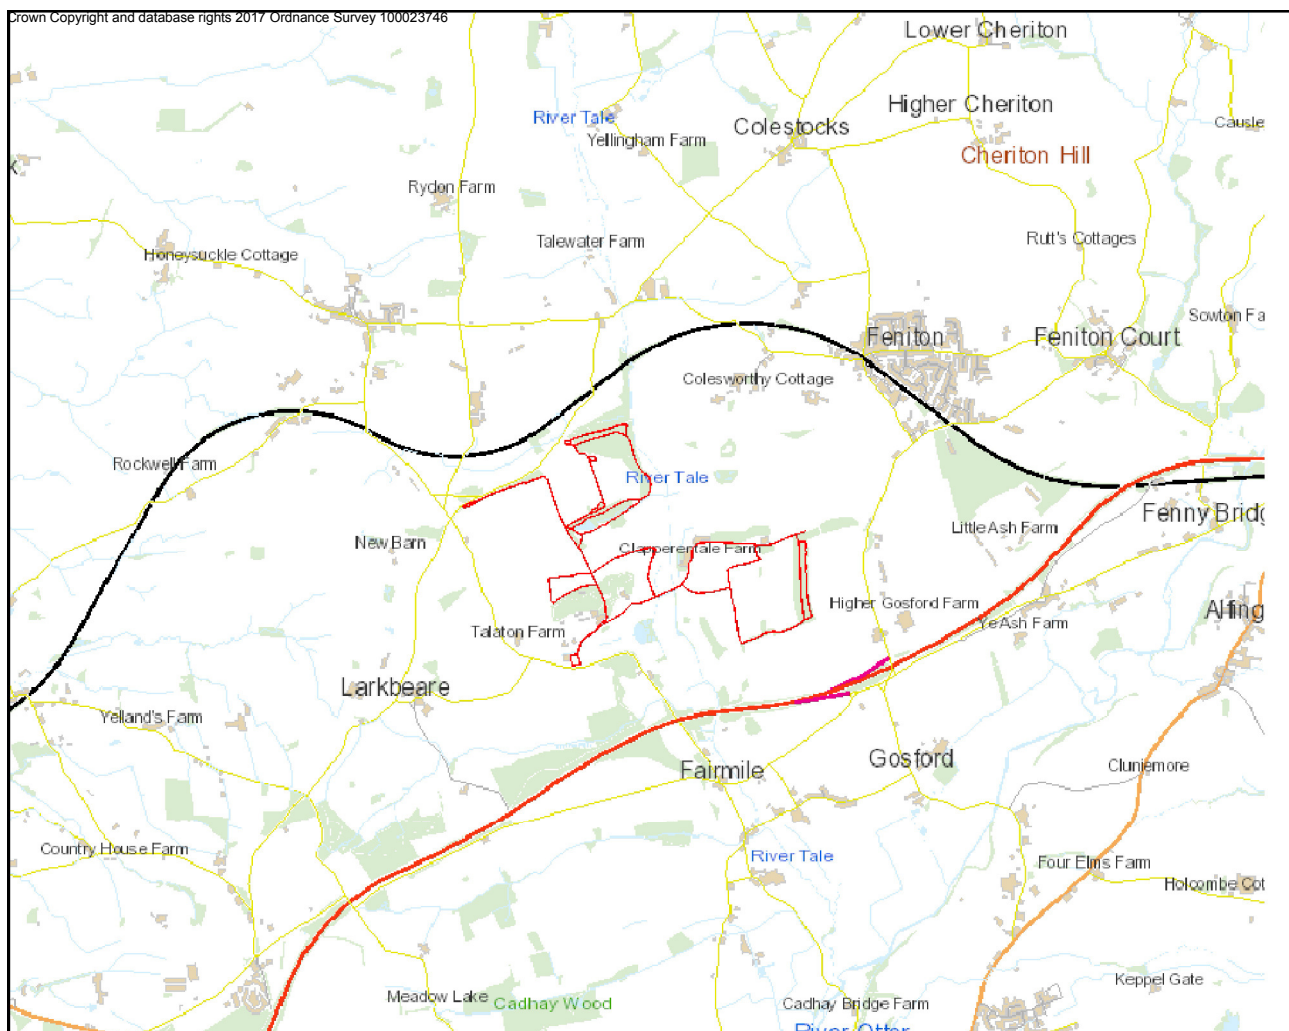 Crown Copyright and database rights 2017 Ordnance Survey 100023746
Lower Cheriton
Higher Cheriton
River Tale
Colestocks
Yellingham Farm
Causle
Cheriton Hill
Rydon Farm
Talewater Farm
Rutt's Cottages
Honeysuckle Cottage
Sowton Fa
Feniton
Feniton Court
Colesworthy Cottage
Rockwell Farm
River Tale
New Barn
Little Ash Farm
Fenny Bridg
Clapperentale Farm
Higher Gosford Farm
Alfing
Talaton Farm
Ye Ash Farm
Larkbeare
Yelland's Farm
Fairmile
Gosford
Cluniemore
Country House Farm
River Tale
Four Elms Farm
Holcombe Cot
Meadow Lake
Cadhay Wood
Cadhay Bridge Farm
Keppel Gate
River Otter